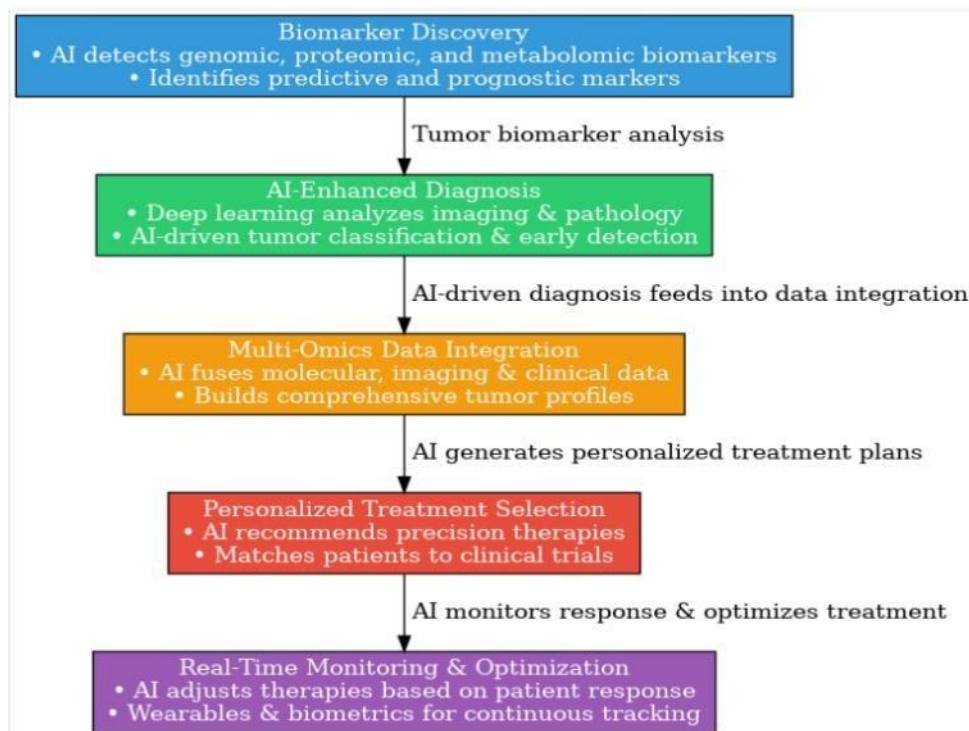 Biomarker Discovery
• AI detects genomic, proteomic, and metabolomic biomarkers
• Identifies predictive and prognostic markers
Tumor biomarker analysis
AI-Enhanced Diagnosis
• Deep learning analyzes imaging & pathology
• AI-driven tumor classification & early detection
AI-driven diagnosis feeds into data integration
Multi-Omics Data Integration
• AI fuses molecular, imaging & clinical data
• Builds comprehensive tumor profiles
AI generates personalized treatment plans
Personalized Treatment Selection
• AI recommends precision therapies
• Matches patients to clinical trials
AI monitors response & optimizes treatment
Real-Time Monitoring & Optimization
• AI adjusts therapies based on patient response
• Wearables & biometrics for continuous tracking